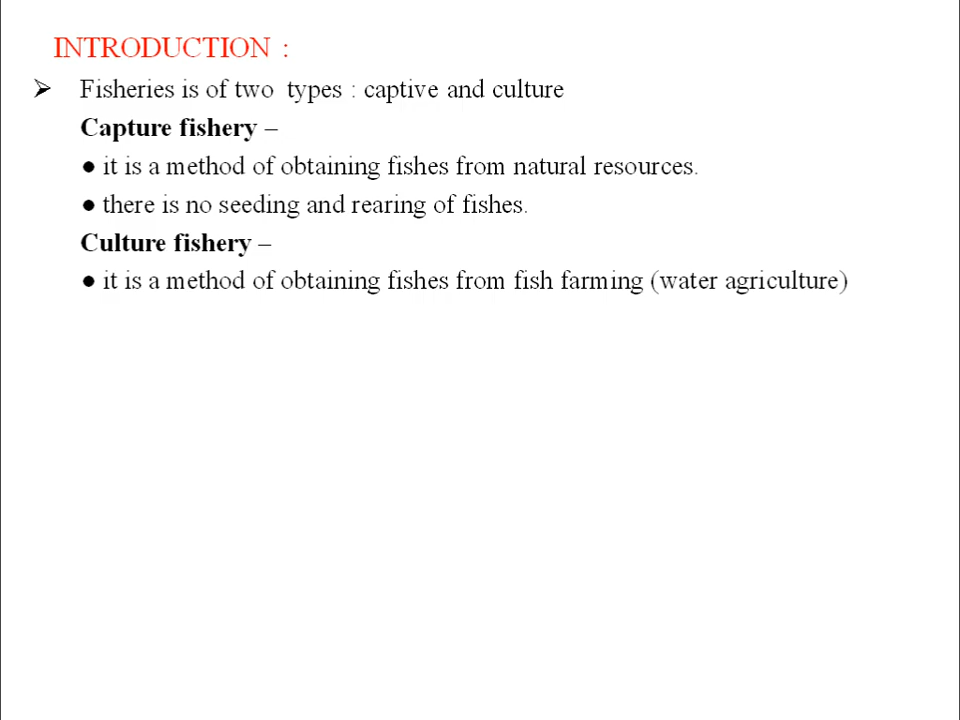 INTRODUCTION :
➢ Fisheries is of two types : captive and culture
Capture fishery –
● it is a method of obtaining fishes from natural resources.
● there is no seeding and rearing of fishes.
Culture fishery –
● it is a method of obtaining fishes from fish farming (water agriculture)